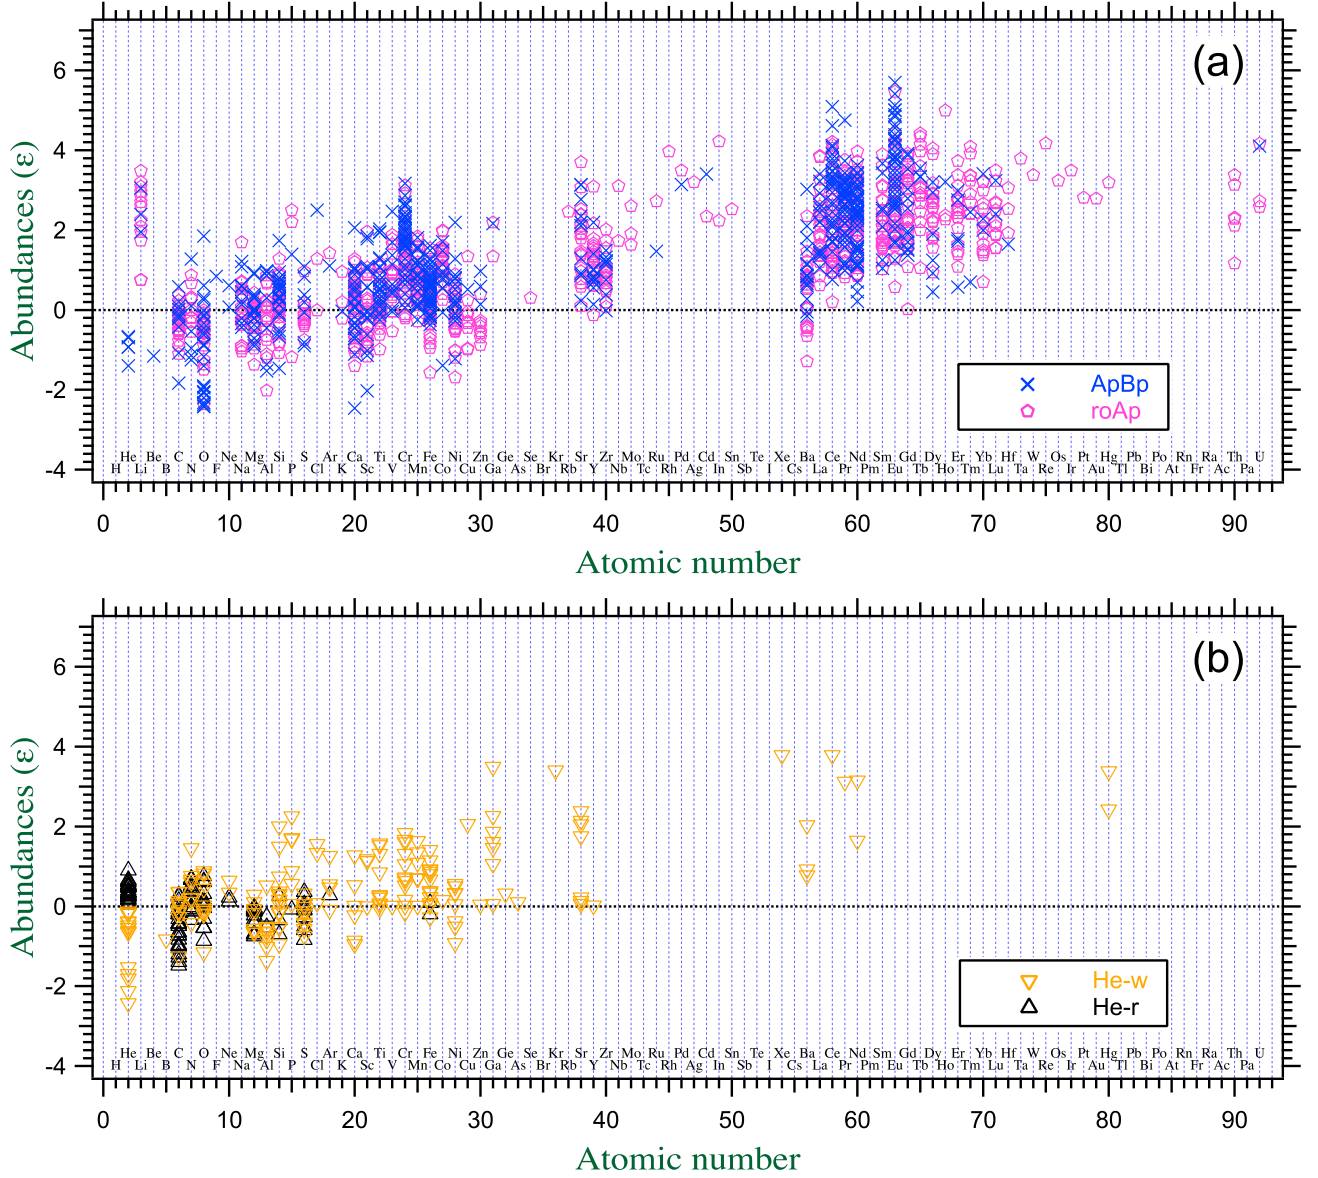 (a)
6
4
2
0
-2
-4
Abundances (ε)
ApBp
roAp
He Be C O Ne Mg Si S Ar Ca Ti Cr Fe Ni Zn Ge Se Kr Sr Zr Mo Ru Pd Cd Sn Te Xe Ba Ce Nd Sm Gd Dy Er Yb Hf W Os Pt Hg Pb Po Rn Ra Th U
H Li B N F Na Al P Cl K Sc V Mn Co Cu Ga As Br Rb Y Nb Tc Rh Ag In Sb I Cs La Pr Pm Eu Tb Ho Tm Lu Ta Re Ir Au Tl Bi At Fr Ac Pa
0 10 20 30 40 50 60 70 80 90
Atomic number
(b)
6
4
2
0
-2
-4
Abundances (ε)
He-w
He-r
He Be C O Ne Mg Si S Ar Ca Ti Cr Fe Ni Zn Ge Se Kr Sr Zr Mo Ru Pd Cd Sn Te Xe Ba Ce Nd Sm Gd Dy Er Yb Hf W Os Pt Hg Pb Po Rn Ra Th U
H Li B N F Na Al P Cl K Sc V Mn Co Cu Ga As Br Rb Y Nb Tc Rh Ag In Sb I Cs La Pr Pm Eu Tb Ho Tm Lu Ta Re Ir Au Tl Bi At Fr Ac Pa
0 10 20 30 40 50 60 70 80 90
Atomic number